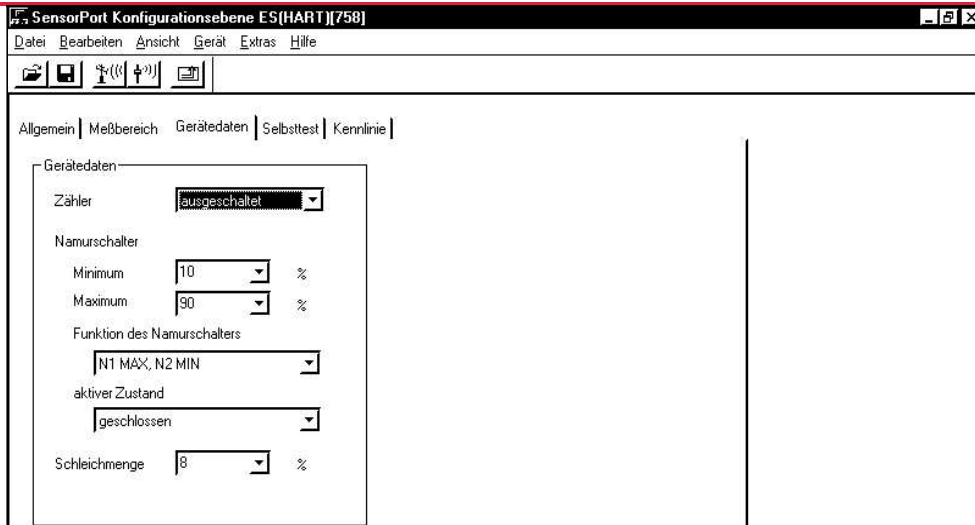 SensorPort Konfigurationsebene ES(HART)[758]
Datei Bearbeiten Ansicht Gerät Extras Hilfe
Allgemein Meßbereich Gerätedaten Selbsttest Kennlinie
Gerätedaten
Zähler ausgeschaltet
Namurschalter
Minimum 10 %
Maximum 90 %
Funktion des Namurschalters
N1 MAX, N2 MIN
aktiver Zustand
geschlossen
Schleichmenge 8 %